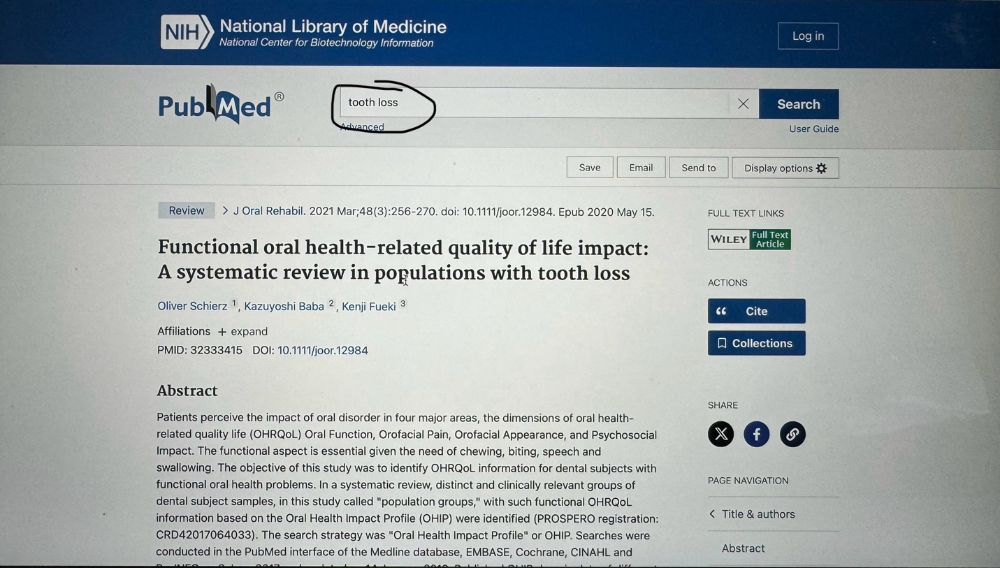 NIH National Library of Medicine
National Center for Biotechnology Information
Log in
PubMed®
tooth loss
Search
Advanced
User Guide
Save
Email
Send to
Display options
Review
J Oral Rehabil. 2021 Mar;48(3):256-270. doi: 10.1111/joor.12984. Epub 2020 May 15.
Functional oral health-related quality of life impact:
A systematic review in populations with tooth loss
Oliver Schierz 1, Kazuyoshi Baba 2, Kenji Fueki 3
Affiliations + expand
PMID: 32333415 DOI: 10.1111/joor.12984
Abstract
Patients perceive the impact of oral disorder in four major areas, the dimensions of oral health-
related quality life (OHRQoL) Oral Function, Orofacial Pain, Orofacial Appearance, and Psychosocial
Impact. The functional aspect is essential given the need of chewing, biting, speech and
swallowing. The objective of this study was to identify OHRQoL information for dental subjects with
functional oral health problems. In a systematic review, distinct and clinically relevant groups of
dental subject samples, in this study called "population groups," with such functional OHRQoL
information based on the Oral Health Impact Profile (OHIP) were identified (PROSPERO registration:
CRD42017064033). The search strategy was "Oral Health Impact Profile" or OHIP. Searches were
conducted in the PubMed interface of the Medline database, EMBASE, Cochrane, CINAHL and
FULL TEXT LINKS
WILEY Full Text
Article
ACTIONS
Cite
Collections
SHARE
PAGE NAVIGATION
Title & authors
Abstract